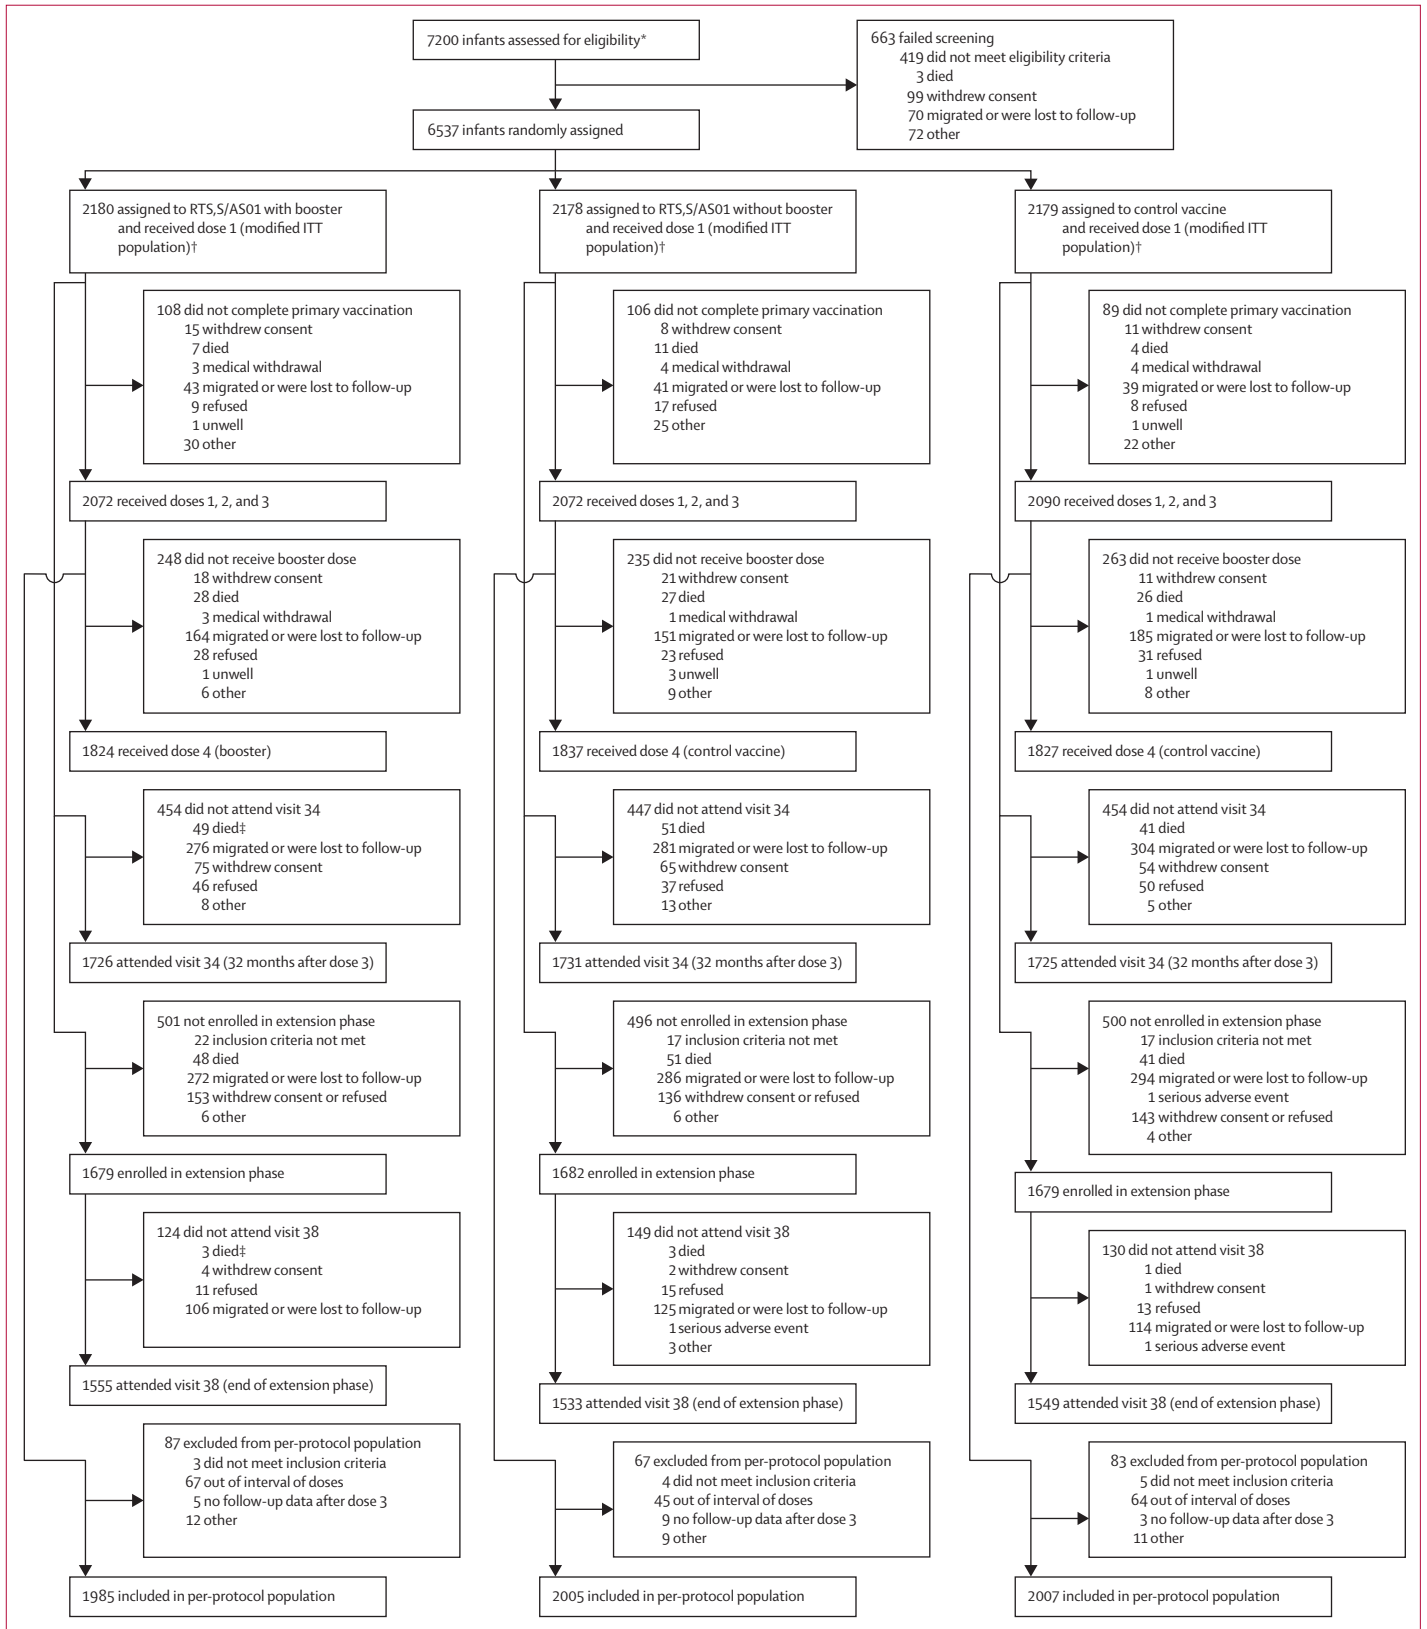 7200 infants assessed for eligibility*
663 failed screening
419 did not meet eligibility criteria
3 died
99 withdrew consent
70 migrated or were lost to follow-up
72 other
6537 infants randomly assigned
2180 assigned to RTS,S/AS01 with booster
and received dose 1 (modified ITT
population)†
2178 assigned to RTS,S/AS01 without booster
and received dose 1 (modified ITT
population)†
2179 assigned to control vaccine
and received dose 1 (modified ITT
population)†
108 did not complete primary vaccination
15 withdrew consent
7 died
3 medical withdrawal
43 migrated or were lost to follow-up
9 refused
1 unwell
30 other
106 did not complete primary vaccination
8 withdrew consent
11 died
4 medical withdrawal
41 migrated or were lost to follow-up
17 refused
25 other
89 did not complete primary vaccination
11 withdrew consent
4 died
4 medical withdrawal
39 migrated or were lost to follow-up
8 refused
1 unwell
22 other
2072 received doses 1, 2, and 3
2072 received doses 1, 2, and 3
2090 received doses 1, 2, and 3
248 did not receive booster dose
18 withdrew consent
28 died
3 medical withdrawal
164 migrated or were lost to follow-up
28 refused
1 unwell
6 other
235 did not receive booster dose
21 withdrew consent
27 died
1 medical withdrawal
151 migrated or were lost to follow-up
23 refused
3 unwell
9 other
263 did not receive booster dose
11 withdrew consent
26 died
1 medical withdrawal
185 migrated or were lost to follow-up
31 refused
1 unwell
8 other
1824 received dose 4 (booster)
1837 received dose 4 (control vaccine)
1827 received dose 4 (control vaccine)
454 did not attend visit 34
49 died‡
276 migrated or were lost to follow-up
75 withdrew consent
46 refused
8 other
447 did not attend visit 34
51 died
281 migrated or were lost to follow-up
65 withdrew consent
37 refused
13 other
454 did not attend visit 34
41 died
304 migrated or were lost to follow-up
54 withdrew consent
50 refused
5 other
1726 attended visit 34 (32 months after dose 3)
1731 attended visit 34 (32 months after dose 3)
1725 attended visit 34 (32 months after dose 3)
501 not enrolled in extension phase
22 inclusion criteria not met
48 died
272 migrated or were lost to follow-up
153 withdrew consent or refused
6 other
496 not enrolled in extension phase
17 inclusion criteria not met
51 died
286 migrated or were lost to follow-up
136 withdrew consent or refused
6 other
500 not enrolled in extension phase
17 inclusion criteria not met
41 died
294 migrated or were lost to follow-up
1 serious adverse event
143 withdrew consent or refused
4 other
1679 enrolled in extension phase
1682 enrolled in extension phase
1679 enrolled in extension phase
124 did not attend visit 38
3 died‡
4 withdrew consent
11 refused
106 migrated or were lost to follow-up
149 did not attend visit 38
3 died
2 withdrew consent
15 refused
125 migrated or were lost to follow-up
1 serious adverse event
3 other
130 did not attend visit 38
1 died
1 withdrew consent
13 refused
114 migrated or were lost to follow-up
1 serious adverse event
1555 attended visit 38 (end of extension phase)
1533 attended visit 38 (end of extension phase)
1549 attended visit 38 (end of extension phase)
87 excluded from per-protocol population
3 did not meet inclusion criteria
67 out of interval of doses
5 no follow-up data after dose 3
12 other
67 excluded from per-protocol population
4 did not meet inclusion criteria
45 out of interval of doses
9 no follow-up data after dose 3
9 other
83 excluded from per-protocol population
5 did not meet inclusion criteria
64 out of interval of doses
3 no follow-up data after dose 3
11 other
1985 included in per-protocol population
2005 included in per-protocol population
2007 included in per-protocol population